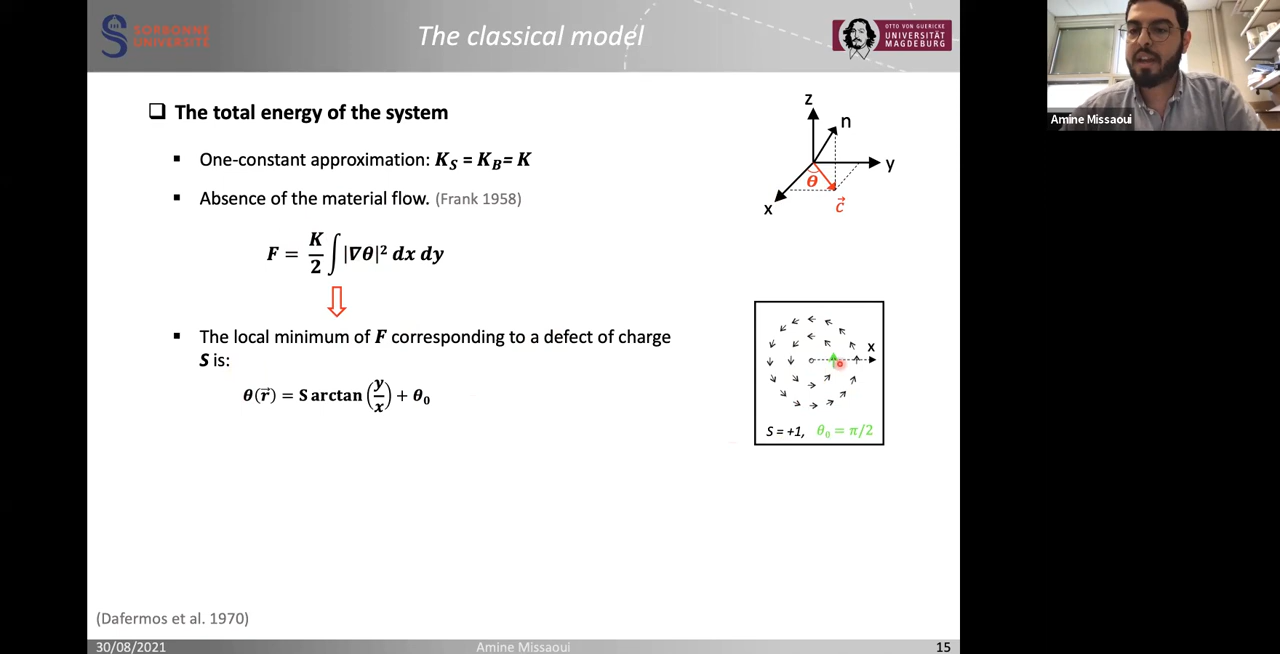 SORBONNE
UNIVERSITÉ
The classical model
OTTO VON GUERICKE
UNIVERSITÄT
MAGDEBURG
Amine Missaoui
❑ The total energy of the system
▪ One-constant approximation: K_S = K_B= K
▪ Absence of the material flow. (Frank 1958)
F = K/2 ∫|∇θ|² dx dy
▪ The local minimum of F corresponding to a defect of charge
S is:
θ(r⃗) = S arctan(y/x) + θ₀
z
n
y
θ
x
c⃗
x
S = +1, θ₀ = π/2
(Dafermos et al. 1970)
30/08/2021
Amine Missaoui
15